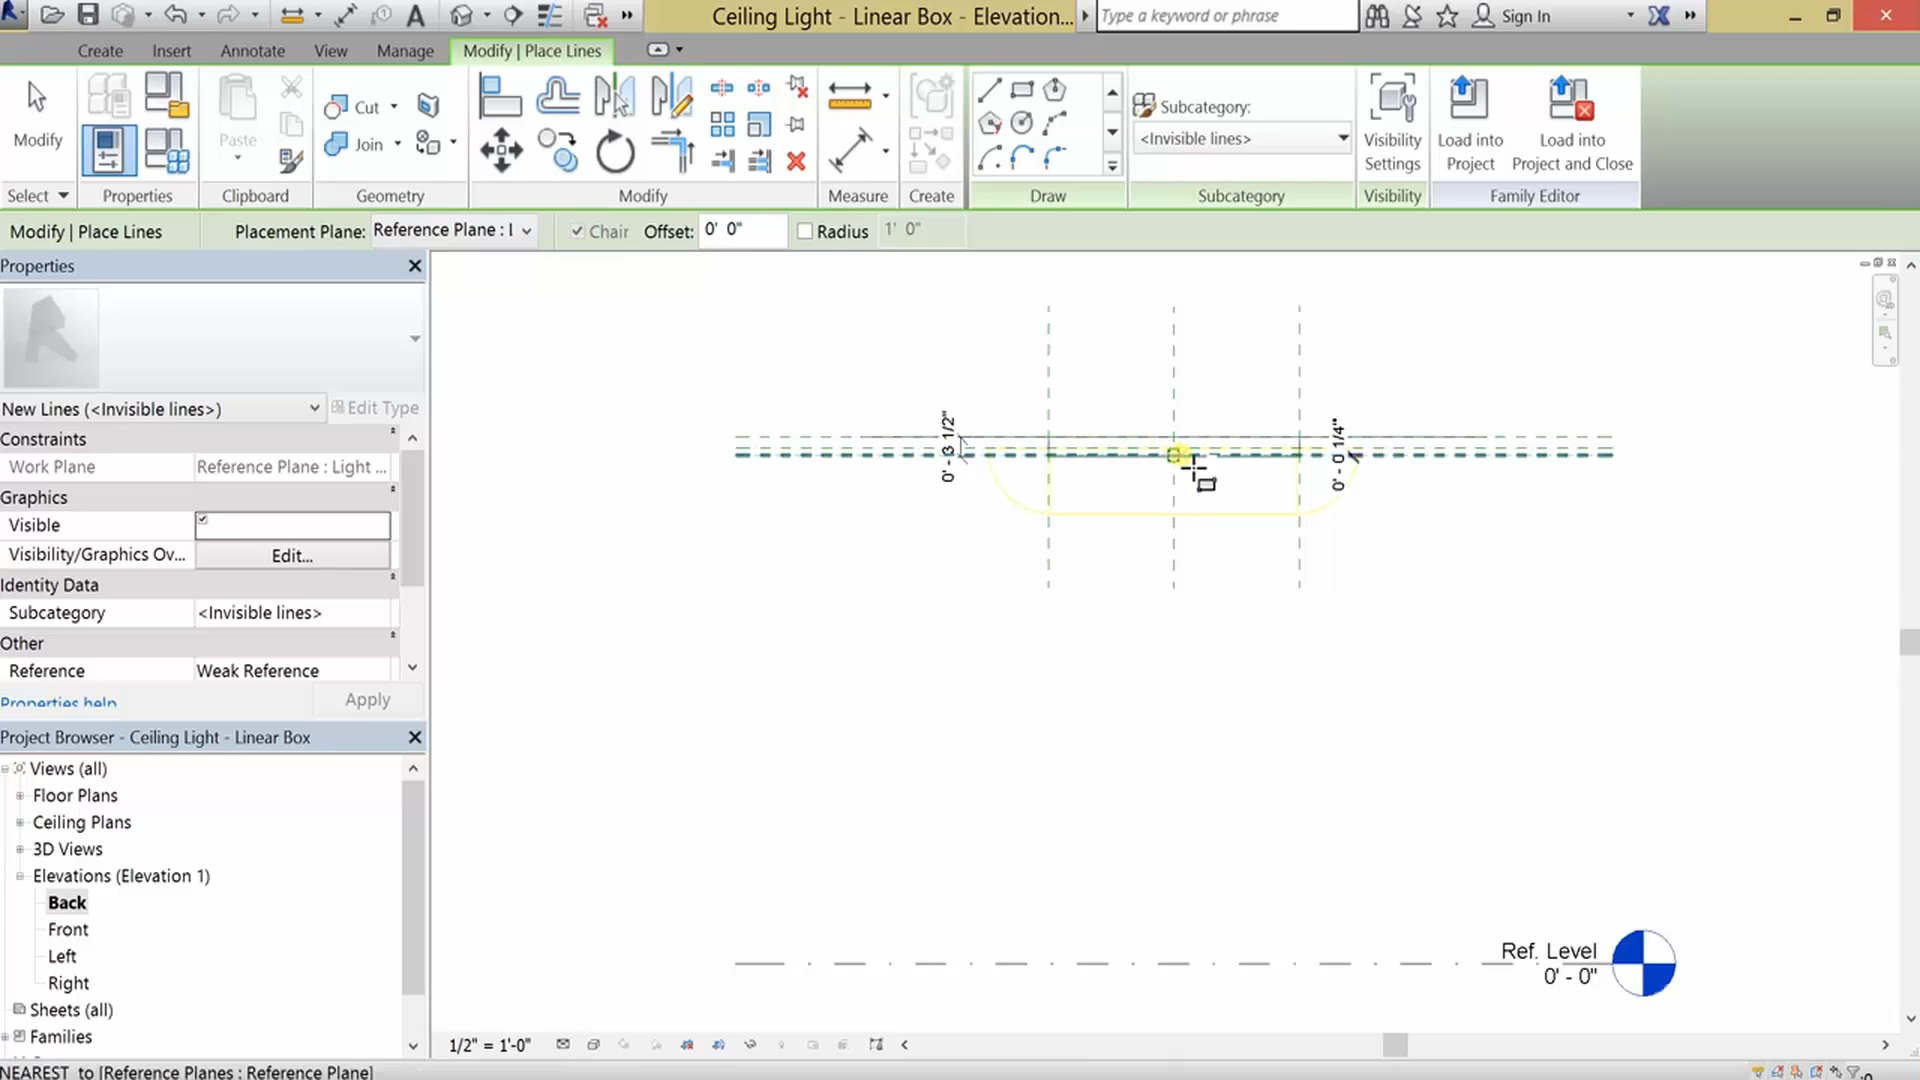 Ceiling Light - Linear Box - Elevation...
Type a keyword or phrase
Sign In
Create
Insert
Annotate
View
Manage
Modify | Place Lines
Modify
Paste
Cut
Join
Subcategory:
<Invisible lines>
Visibility
Settings
Load into
Project
Load into
Project and Close
Select
Properties
Clipboard
Geometry
Modify
Measure
Create
Draw
Subcategory
Visibility
Family Editor
Modify | Place Lines
Placement Plane:
Reference Plane : l
Chair
Offset:
0' 0"
Radius
1' 0"
Properties
New Lines (<Invisible lines>)
Edit Type
Constraints
Work Plane
Reference Plane : Light ...
Graphics
Visible
Visibility/Graphics Ov...
Edit...
Identity Data
Subcategory
<Invisible lines>
Other
Reference
Weak Reference
Properties help
Apply
Project Browser - Ceiling Light - Linear Box
Views (all)
Floor Plans
Ceiling Plans
3D Views
Elevations (Elevation 1)
Back
Front
Left
Right
Sheets (all)
Families
0' - 3 1/2"
0' - 0 1/4"
Ref. Level
0' - 0"
1/2" = 1'-0"
NEAREST to [Reference Planes : Reference Plane]
:0